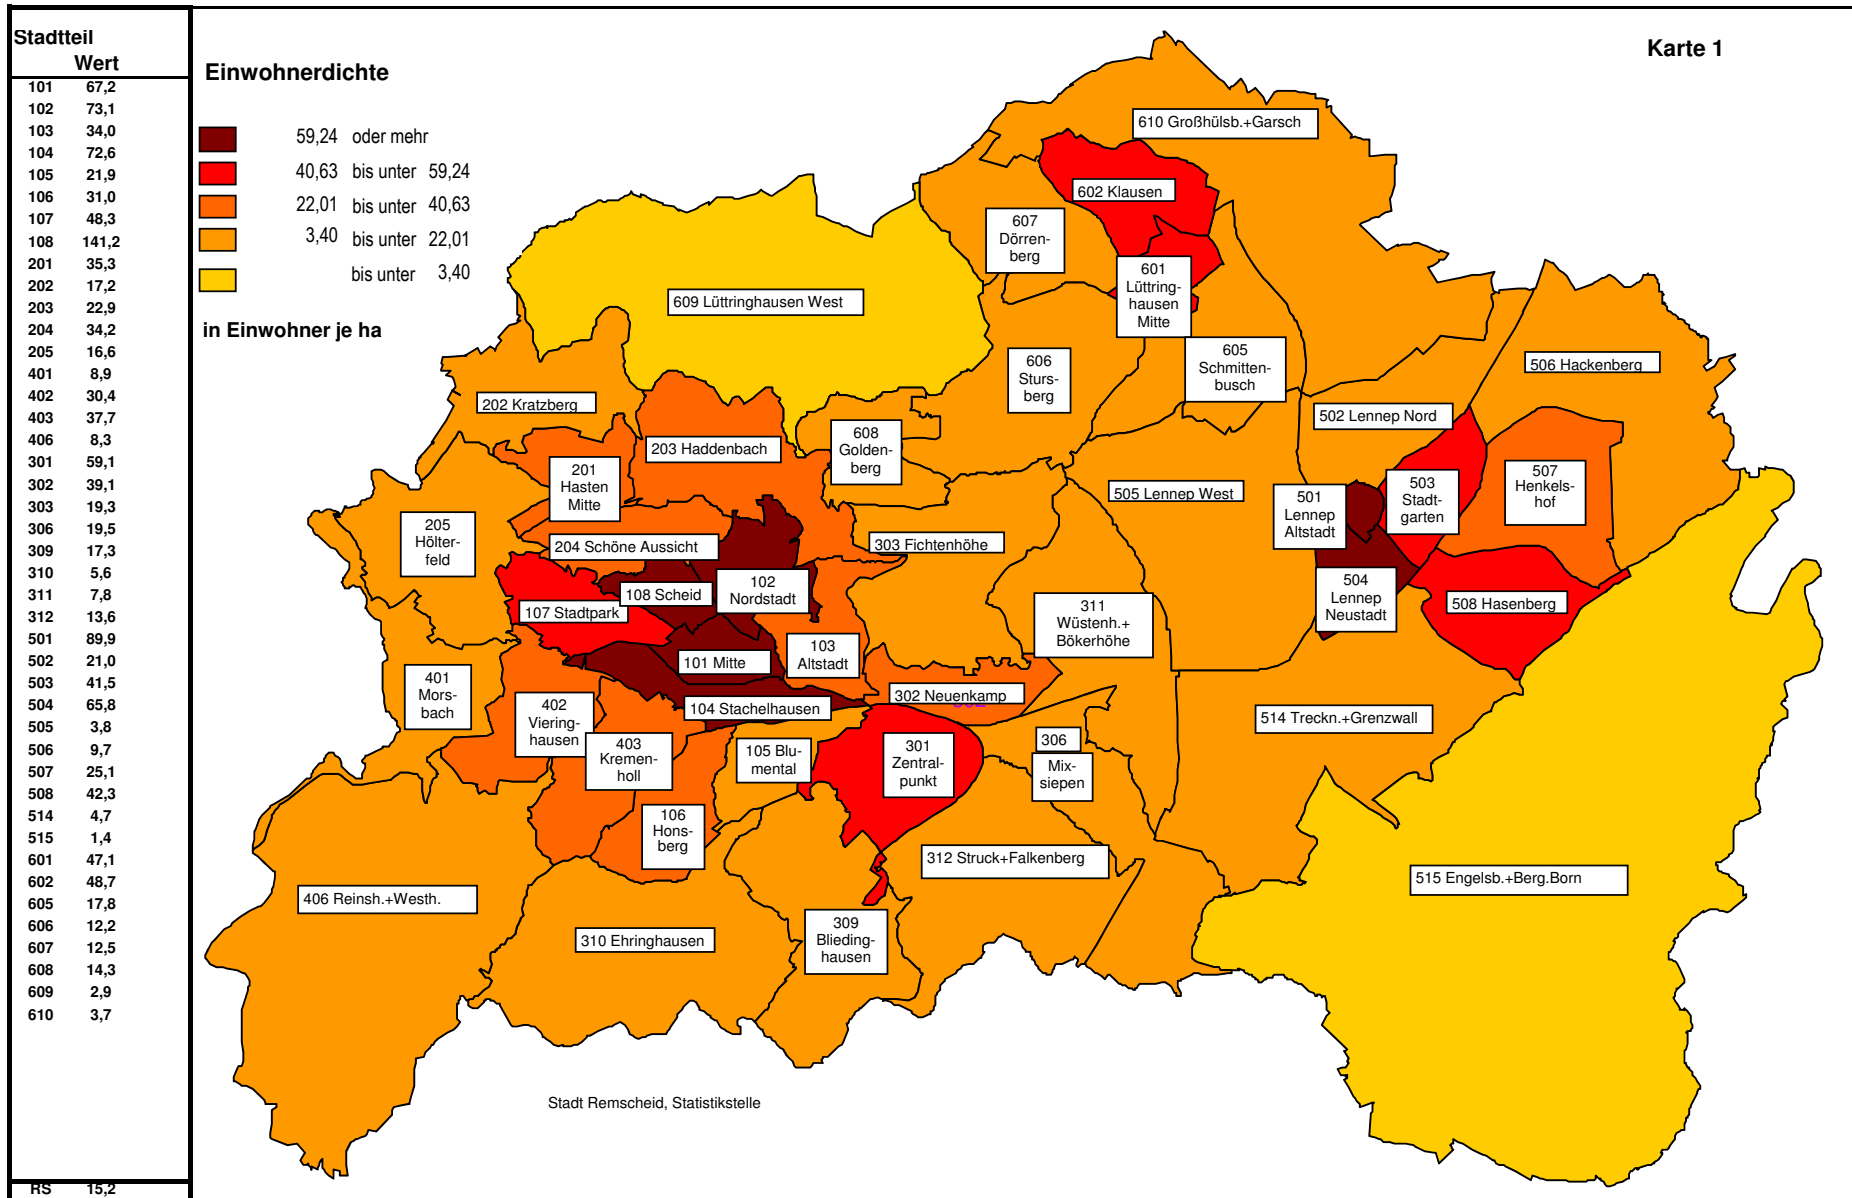 Stadtteil
Wert
101 67,2
102 73,1
103 34,0
104 72,6
105 21,9
106 31,0
107 48,3
108 141,2
201 35,3
202 17,2
203 22,9
204 34,2
205 16,6
401 8,9
402 30,4
403 37,7
406 8,3
301 59,1
302 39,1
303 19,3
306 19,5
309 17,3
310 5,6
311 7,8
312 13,6
501 89,9
502 21,0
503 41,5
504 65,8
505 3,8
506 9,7
507 25,1
508 42,3
514 4,7
515 1,4
601 47,1
602 48,7
605 17,8
606 12,2
607 12,5
608 14,3
609 2,9
610 3,7
RS 15,2
Einwohnerdichte
59,24 oder mehr
40,63 bis unter 59,24
22,01 bis unter 40,63
3,40 bis unter 22,01
bis unter 3,40
in Einwohner je ha
Karte 1
610 Großhülsb.+Garsch
602 Klausen
607
Dörren-
berg
601
Lüttring-
hausen
Mitte
609 Lüttringhausen West
605
Schmitten-
busch
606
Sturs-
berg
506 Hackenberg
202 Kratzberg
502 Lennep Nord
203 Haddenbach
608
Golden-
berg
201
Hasten
Mitte
505 Lennep West
501
Lennep
Altstadt
503
Stadt-
garten
507
Henkels-
hof
205
Hölter-
feld
204 Schöne Aussicht
303 Fichtenhöhe
102
Nordstadt
108 Scheid
107 Stadtpark
504
Lennep
Neustadt
508 Hasenberg
311
Wüstenh.+
Bökerhöhe
103
Altstadt
101 Mitte
401
Mors-
bach
302 Neuenkamp
402
Viering-
hausen
104 Stachelhausen
514 Treckn.+Grenzwall
403
Kremen-
holl
105 Blu-
mental
301
Zentral-
punkt
306
Mix-
siepen
106
Hons-
berg
312 Struck+Falkenberg
515 Engelsb.+Berg.Born
406 Reinsh.+Westh.
310 Ehringhausen
309
Blieding-
hausen
Stadt Remscheid, Statistikstelle